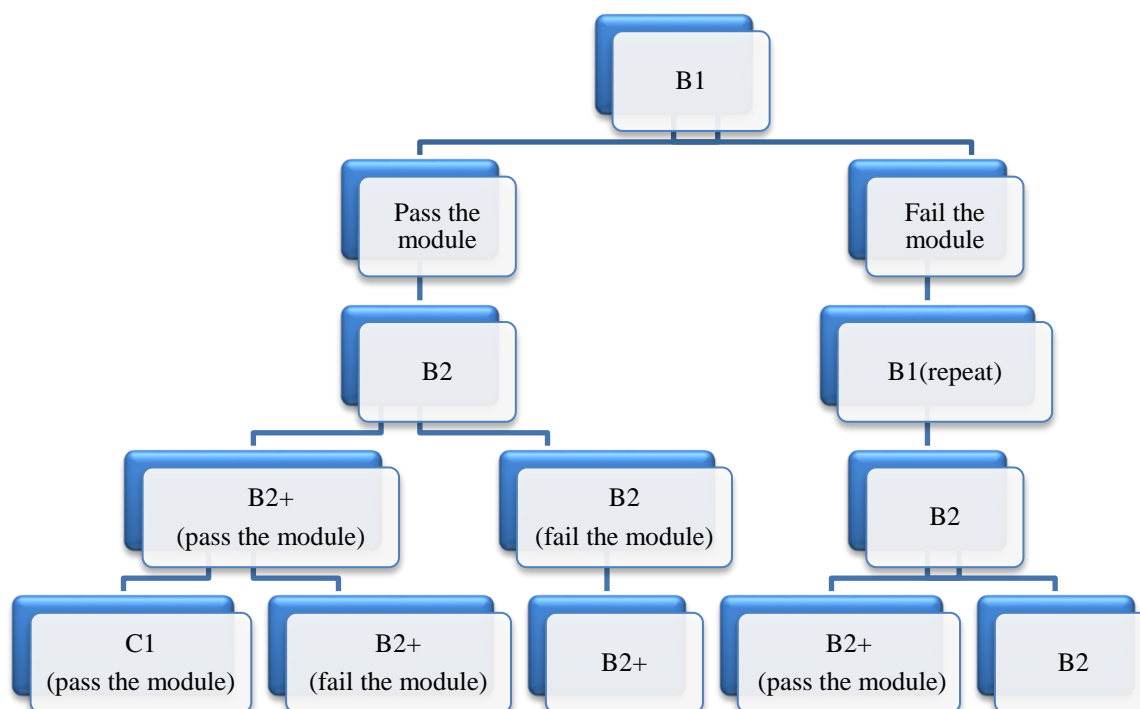 B1
Pass the
module
Fail the
module
B2
B1(repeat)
B2+
(pass the module)
B2
(fail the module)
B2
C1
(pass the module)
B2+
(fail the module)
B2+
B2+
(pass the module)
B2